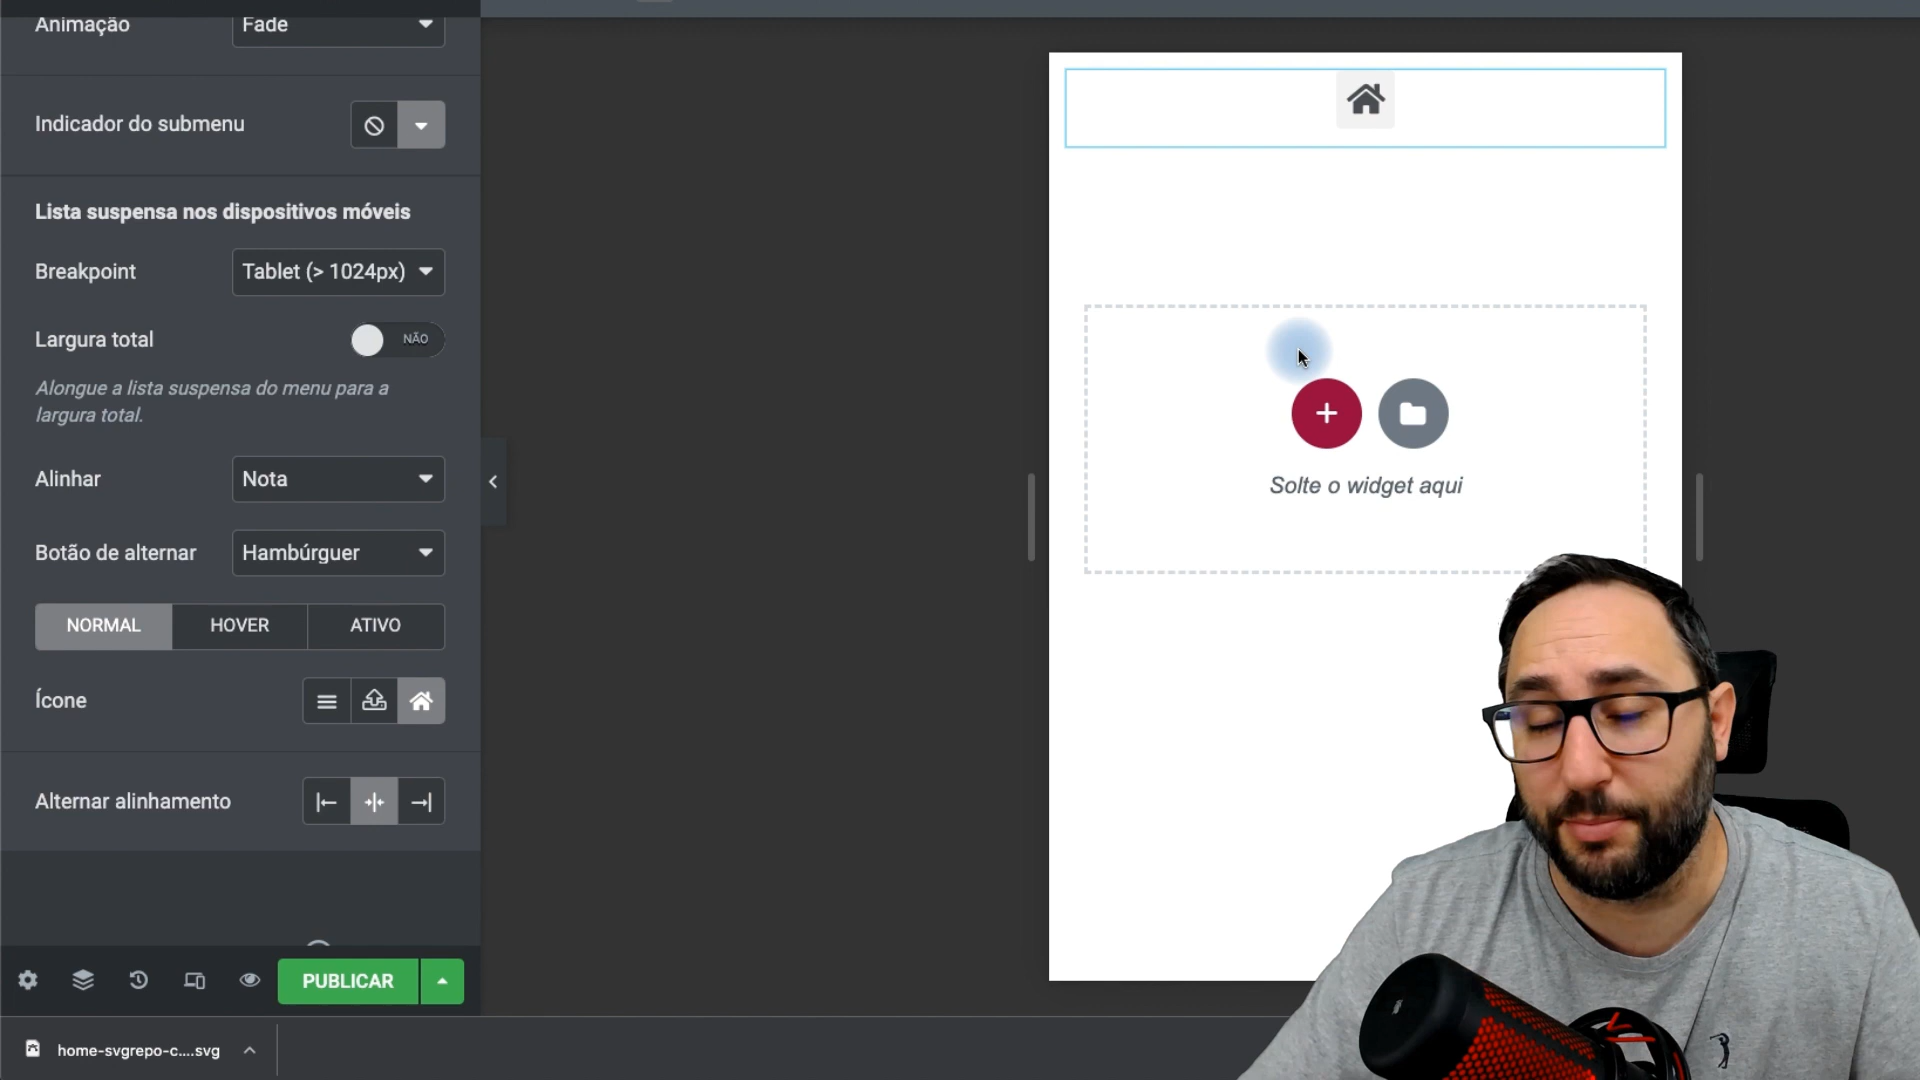 Animação
Fade
Indicador do submenu
Lista suspensa nos dispositivos móveis
Breakpoint
Tablet (> 1024px)
Largura total
NÃO
Alongue a lista suspensa do menu para a
largura total.
Alinhar
Nota
Botão de alternar
Hambúrguer
NORMAL
HOVER
ATIVO
Ícone
Alternar alinhamento
PUBLICAR
home-svgrepo-c....svg
Solte o widget aqui